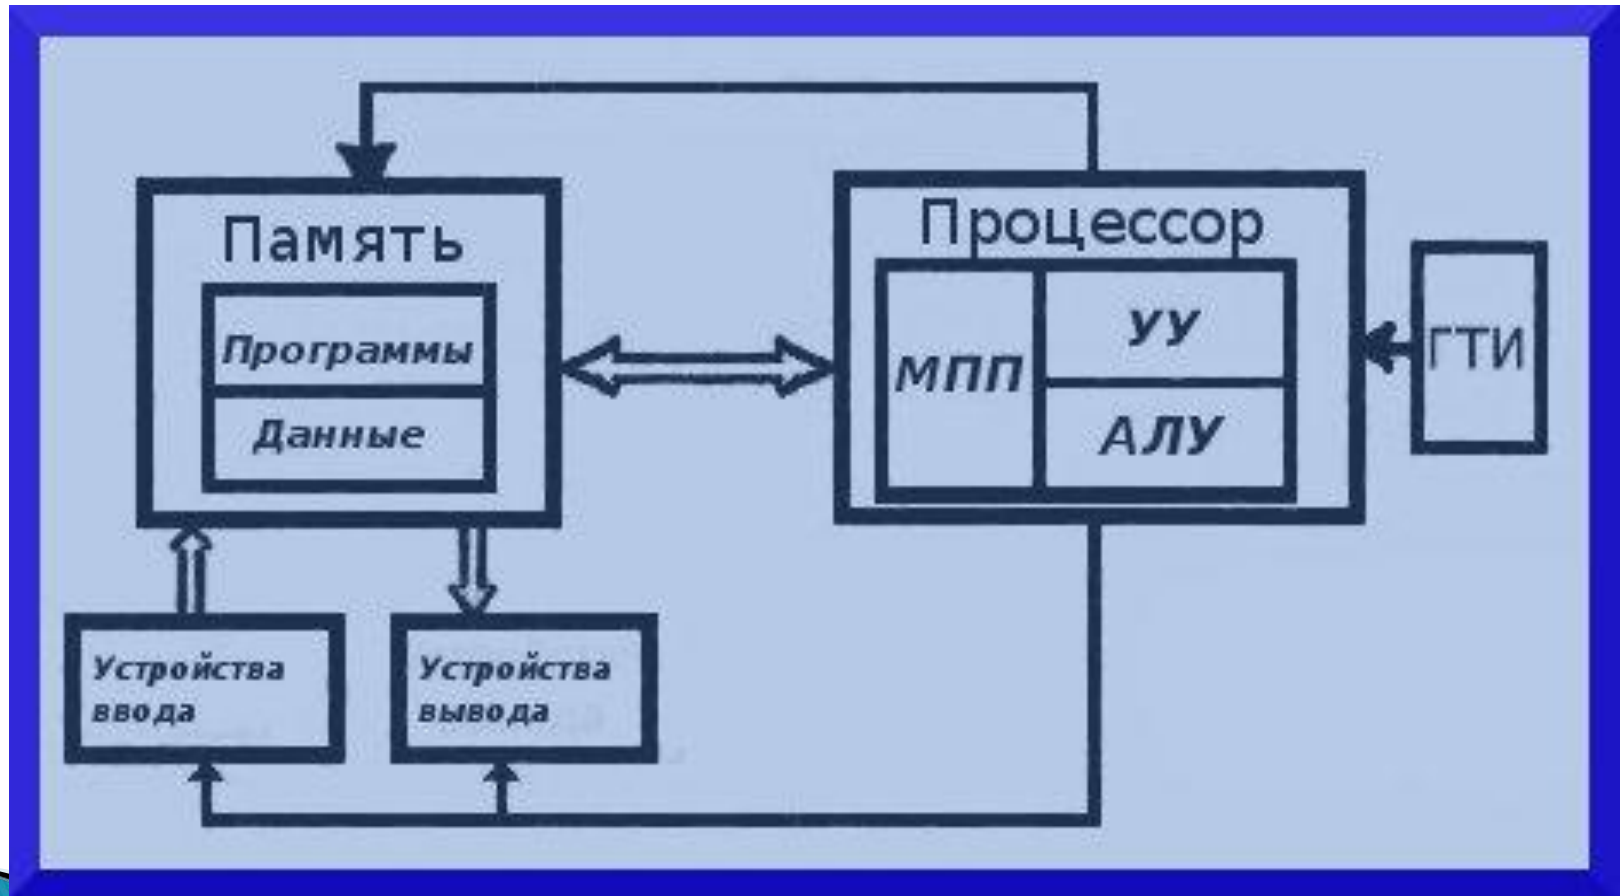 Память
Программы
Данные
Процессор
МПП
УУ
АЛУ
ГТИ
Устройства
ввода
Устройства
вывода